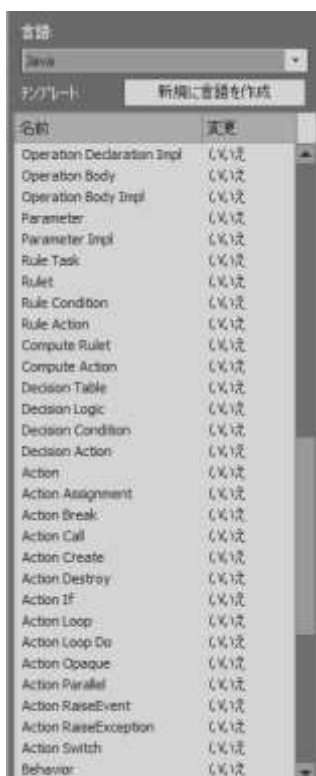 言語:
Java
テンプレート 新規に言語を作成
名前 変更
Operation Declaration Impl いいえ
Operation Body いいえ
Operation Body Impl いいえ
Parameter いいえ
Parameter Impl いいえ
Rule Task いいえ
Rulet いいえ
Rule Condition いいえ
Rule Action いいえ
Compute Rulet いいえ
Compute Action いいえ
Decision Table いいえ
Decision Logic いいえ
Decision Condition いいえ
Decision Action いいえ
Action いいえ
Action Assignment いいえ
Action Break いいえ
Action Call いいえ
Action Create いいえ
Action Destroy いいえ
Action If いいえ
Action Loop いいえ
Action Loop Do いいえ
Action Opaque いいえ
Action Parallel いいえ
Action RaiseEvent いいえ
Action RaiseException いいえ
Action Switch いいえ
Behavior いいえ